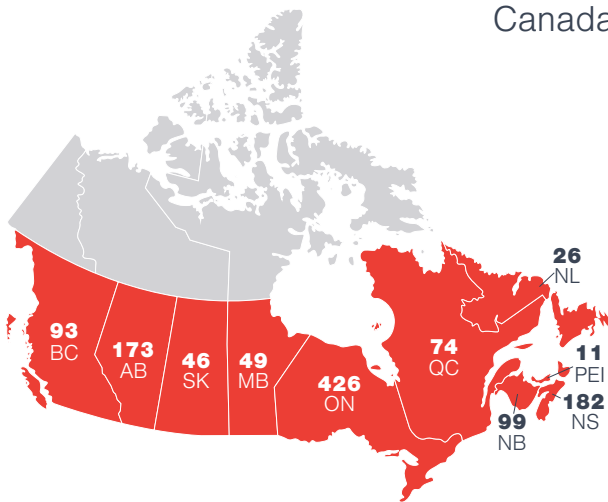 Canada
26
NL
93
BC
173
AB
46
SK
49
MB
426
ON
74
QC
11
PEI
182
NS
99
NB